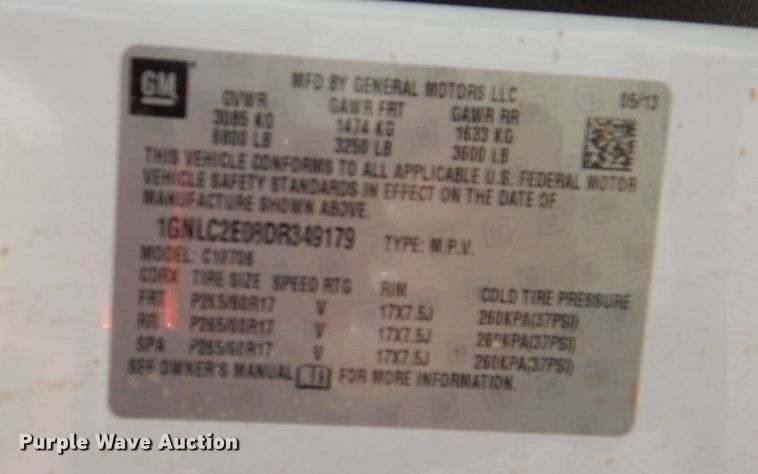 GM
MFD BY GENERAL MOTORS LLC 05/13
GVWR GAWR FRT GAWR RR
3085 KG 1474 KG 1633 KG
6800 LB 3250 LB 3600 LB
THIS VEHICLE CONFORMS TO ALL APPLICABLE U.S. FEDERAL MOTOR
VEHICLE SAFETY STANDARDS IN EFFECT ON THE DATE OF
MANUFACTURE SHOWN ABOVE.
1GNLC2E08DR349179 TYPE: M.P.V.
MODEL: C10706
TIRE SIZE SPEED RTG RIM COLD TIRE PRESSURE
FRT P265/60R17 V 17X7.5J 260KPA(37PSI)
RR P265/60R17 V 17X7.5J 260KPA(37PSI)
SPA P265/60R17 V 17X7.5J 260KPA(37PSI)
SEE OWNER'S MANUAL FOR MORE INFORMATION.
Purple Wave Auction